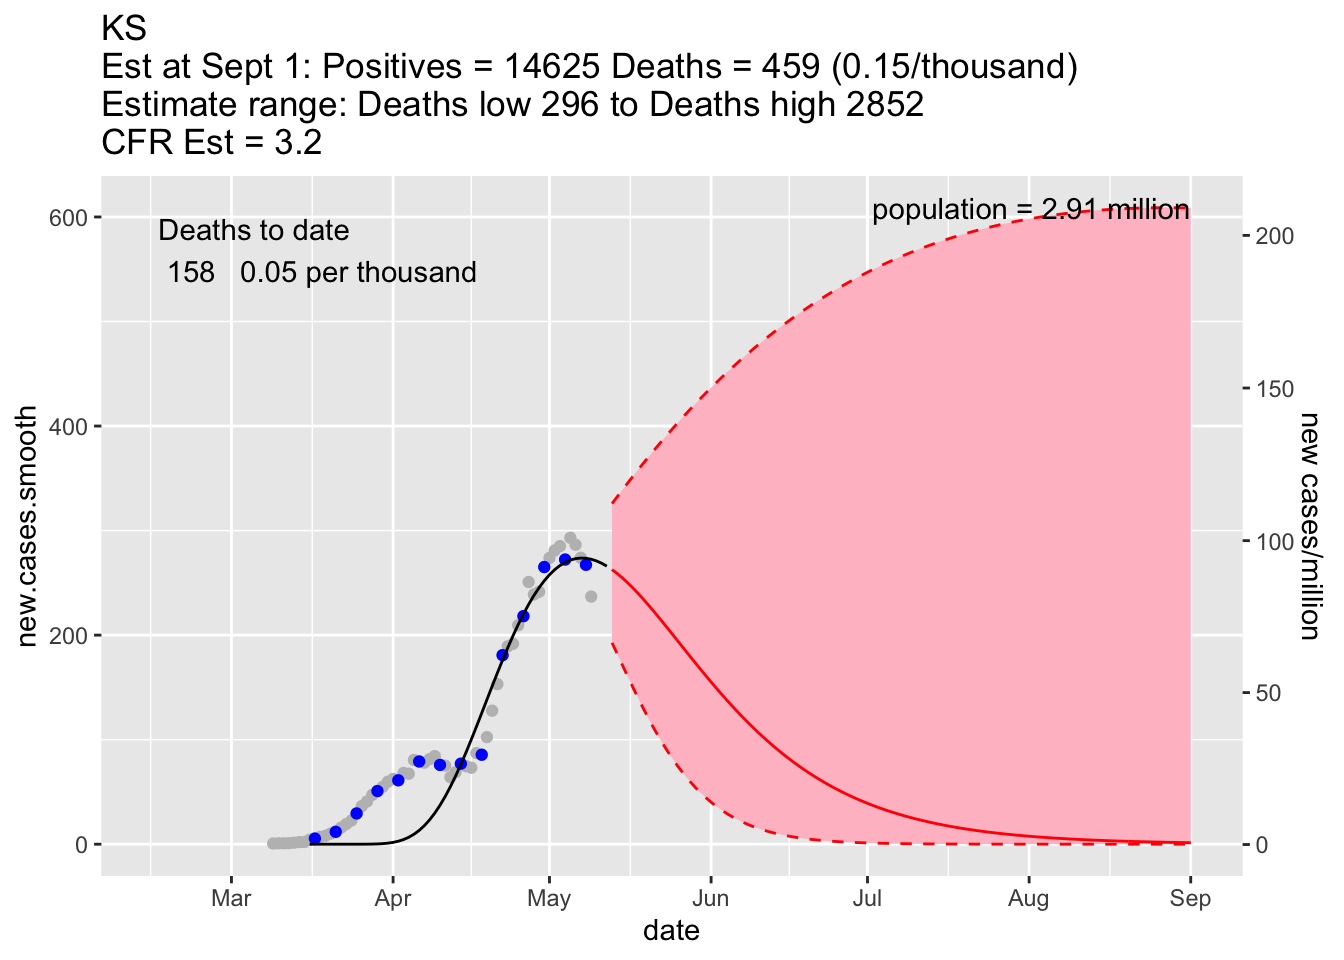 KS
Est at Sept 1: Positives = 14625 Deaths = 459 (0.15/thousand)
Estimate range: Deaths low 296 to Deaths high 2852
CFR Est = 3.2
population = 2.91 million
Deaths to date
158 0.05 per thousand
new.cases.smooth
600
400
200
0
new cases/million
200
150
100
50
0
Mar Apr May Jun Jul Aug Sep
date